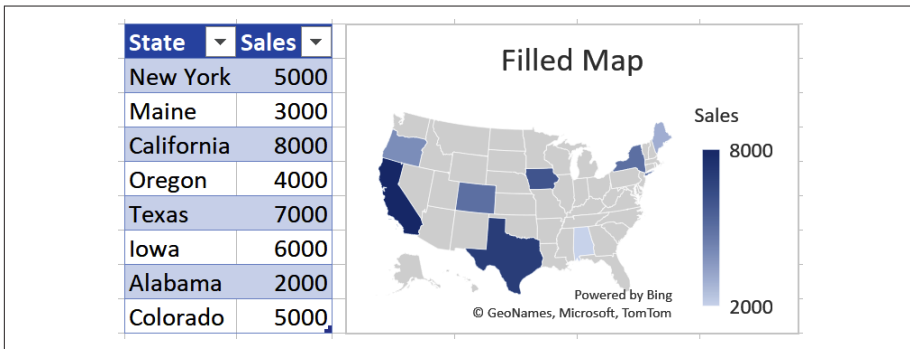 State Sales
New York 5000
Maine 3000
California 8000
Oregon 4000
Texas 7000
Iowa 6000
Alabama 2000
Colorado 5000
Filled Map
Sales
8000
2000
Powered by Bing
© GeoNames, Microsoft, TomTom